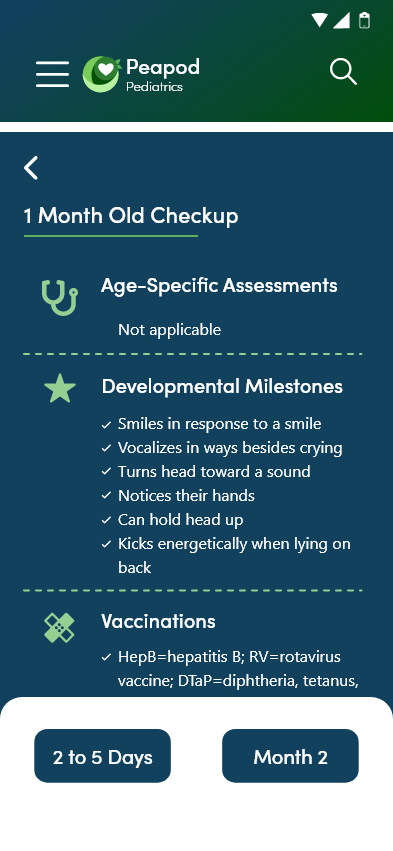 Peapod
Pediatrics
1 Month Old Checkup
Age-Specific Assessments
Not applicable
Developmental Milestones
Smiles in response to a smile
Vocalizes in ways besides crying
Turns head toward a sound
Notices their hands
Can hold head up
Kicks energetically when lying on
back
Vaccinations
HepB=hepatitis B; RV=rotavirus
vaccine; DTaP=diphtheria, tetanus,
2 to 5 Days
Month 2